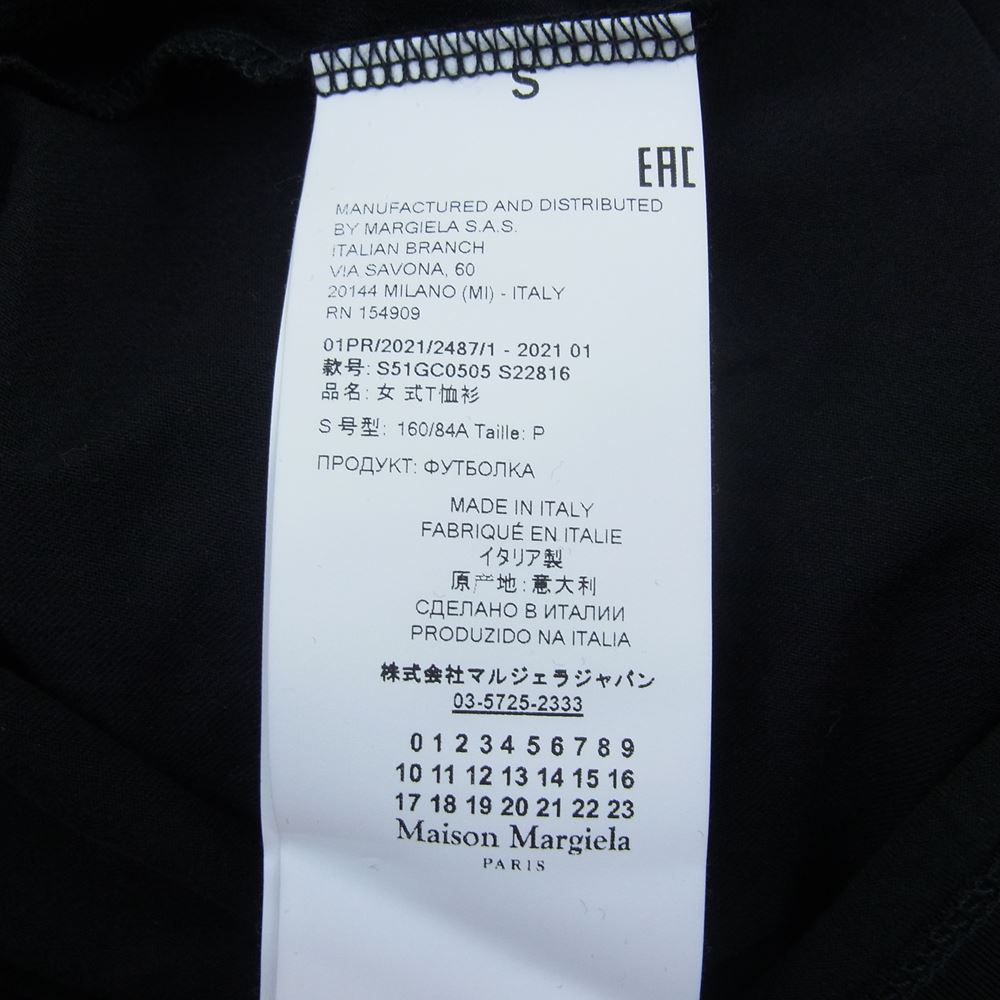 S
EAC
MANUFACTURED AND DISTRIBUTED
BY MARGIELA S.A.S.
ITALIAN BRANCH
VIA SAVONA, 60
20144 MILANO (MI) - ITALY
RN 154909
01PR/2021/2487/1 - 2021 01
款号: S51GC0505 S22816
品名: 女 式T恤衫
S 号型: 160/84A Taille: P
ПРОДУКТ: ФУТБОЛКА
MADE IN ITALY
FABRIQUÉ EN ITALIE
イタリア製
原产地: 意大利
СДЕЛАНО В ИТАЛИИ
PRODUZIDO NA ITALIA
株式会社マルジェラジャパン
03-5725-2333
0 1 2 3 4 5 6 7 8 9
10 11 12 13 14 15 16
17 18 19 20 21 22 23
Maison Margiela
PARIS